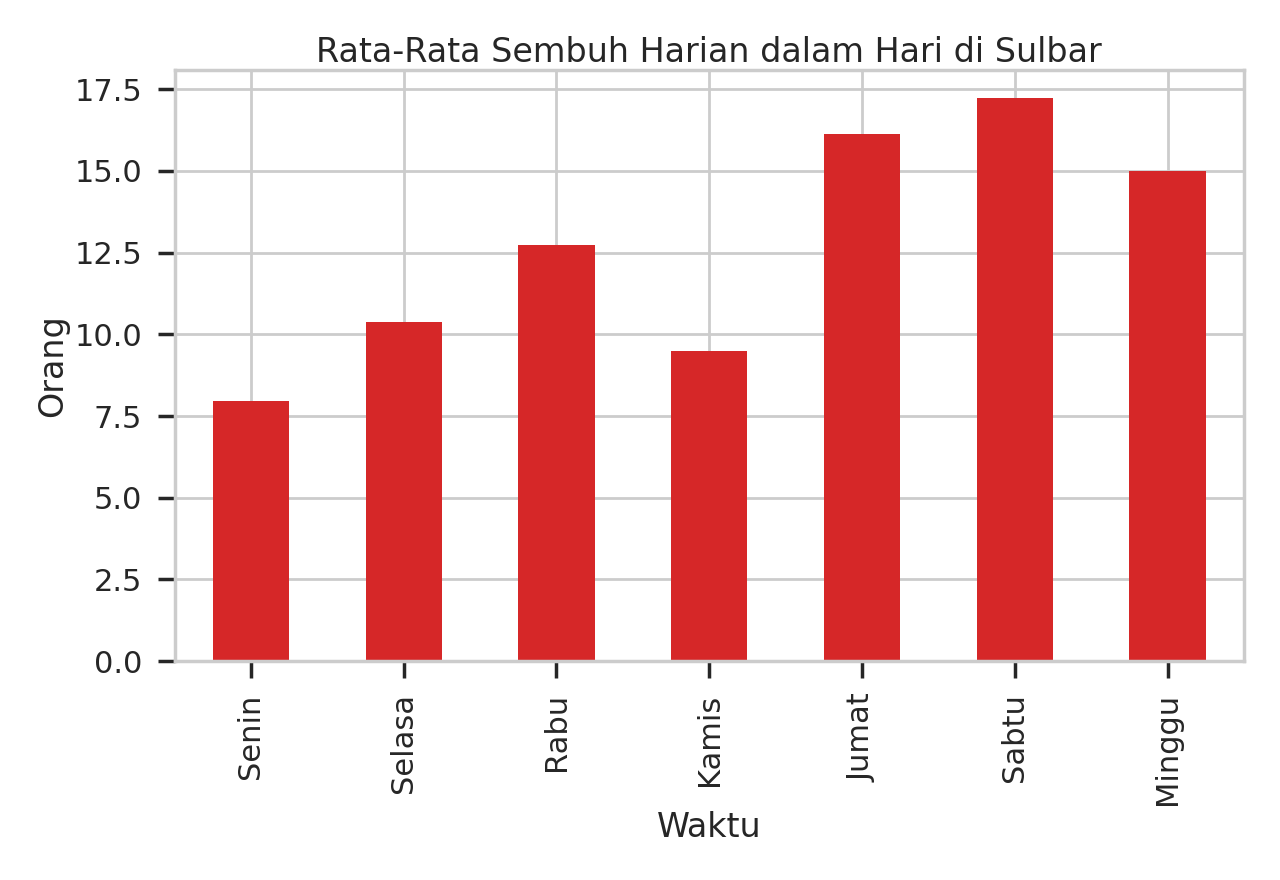 Rata-Rata Sembuh Harian dalam Hari di Sulbar
17.5
15.0
12.5
10.0
7.5
5.0
2.5
0.0
Orang
Senin
Selasa
Rabu
Kamis
Jumat
Sabtu
Minggu
Waktu